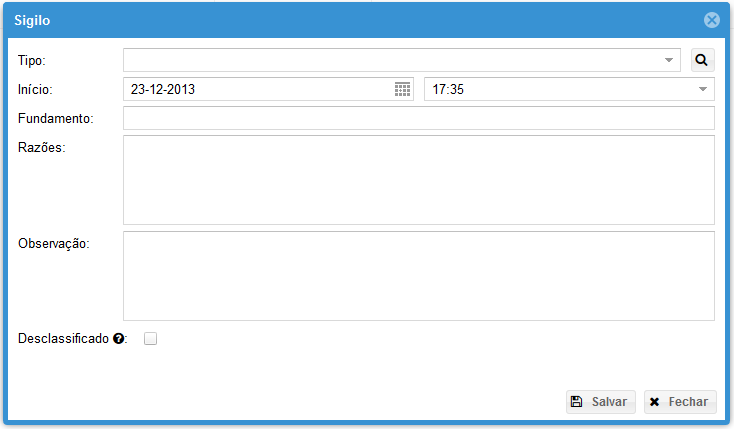 Sigilo
Tipo:
Início: 23-12-2013 17:35
Fundamento:
Razões:
Observação:
Desclassificado ?:
Salvar Fechar